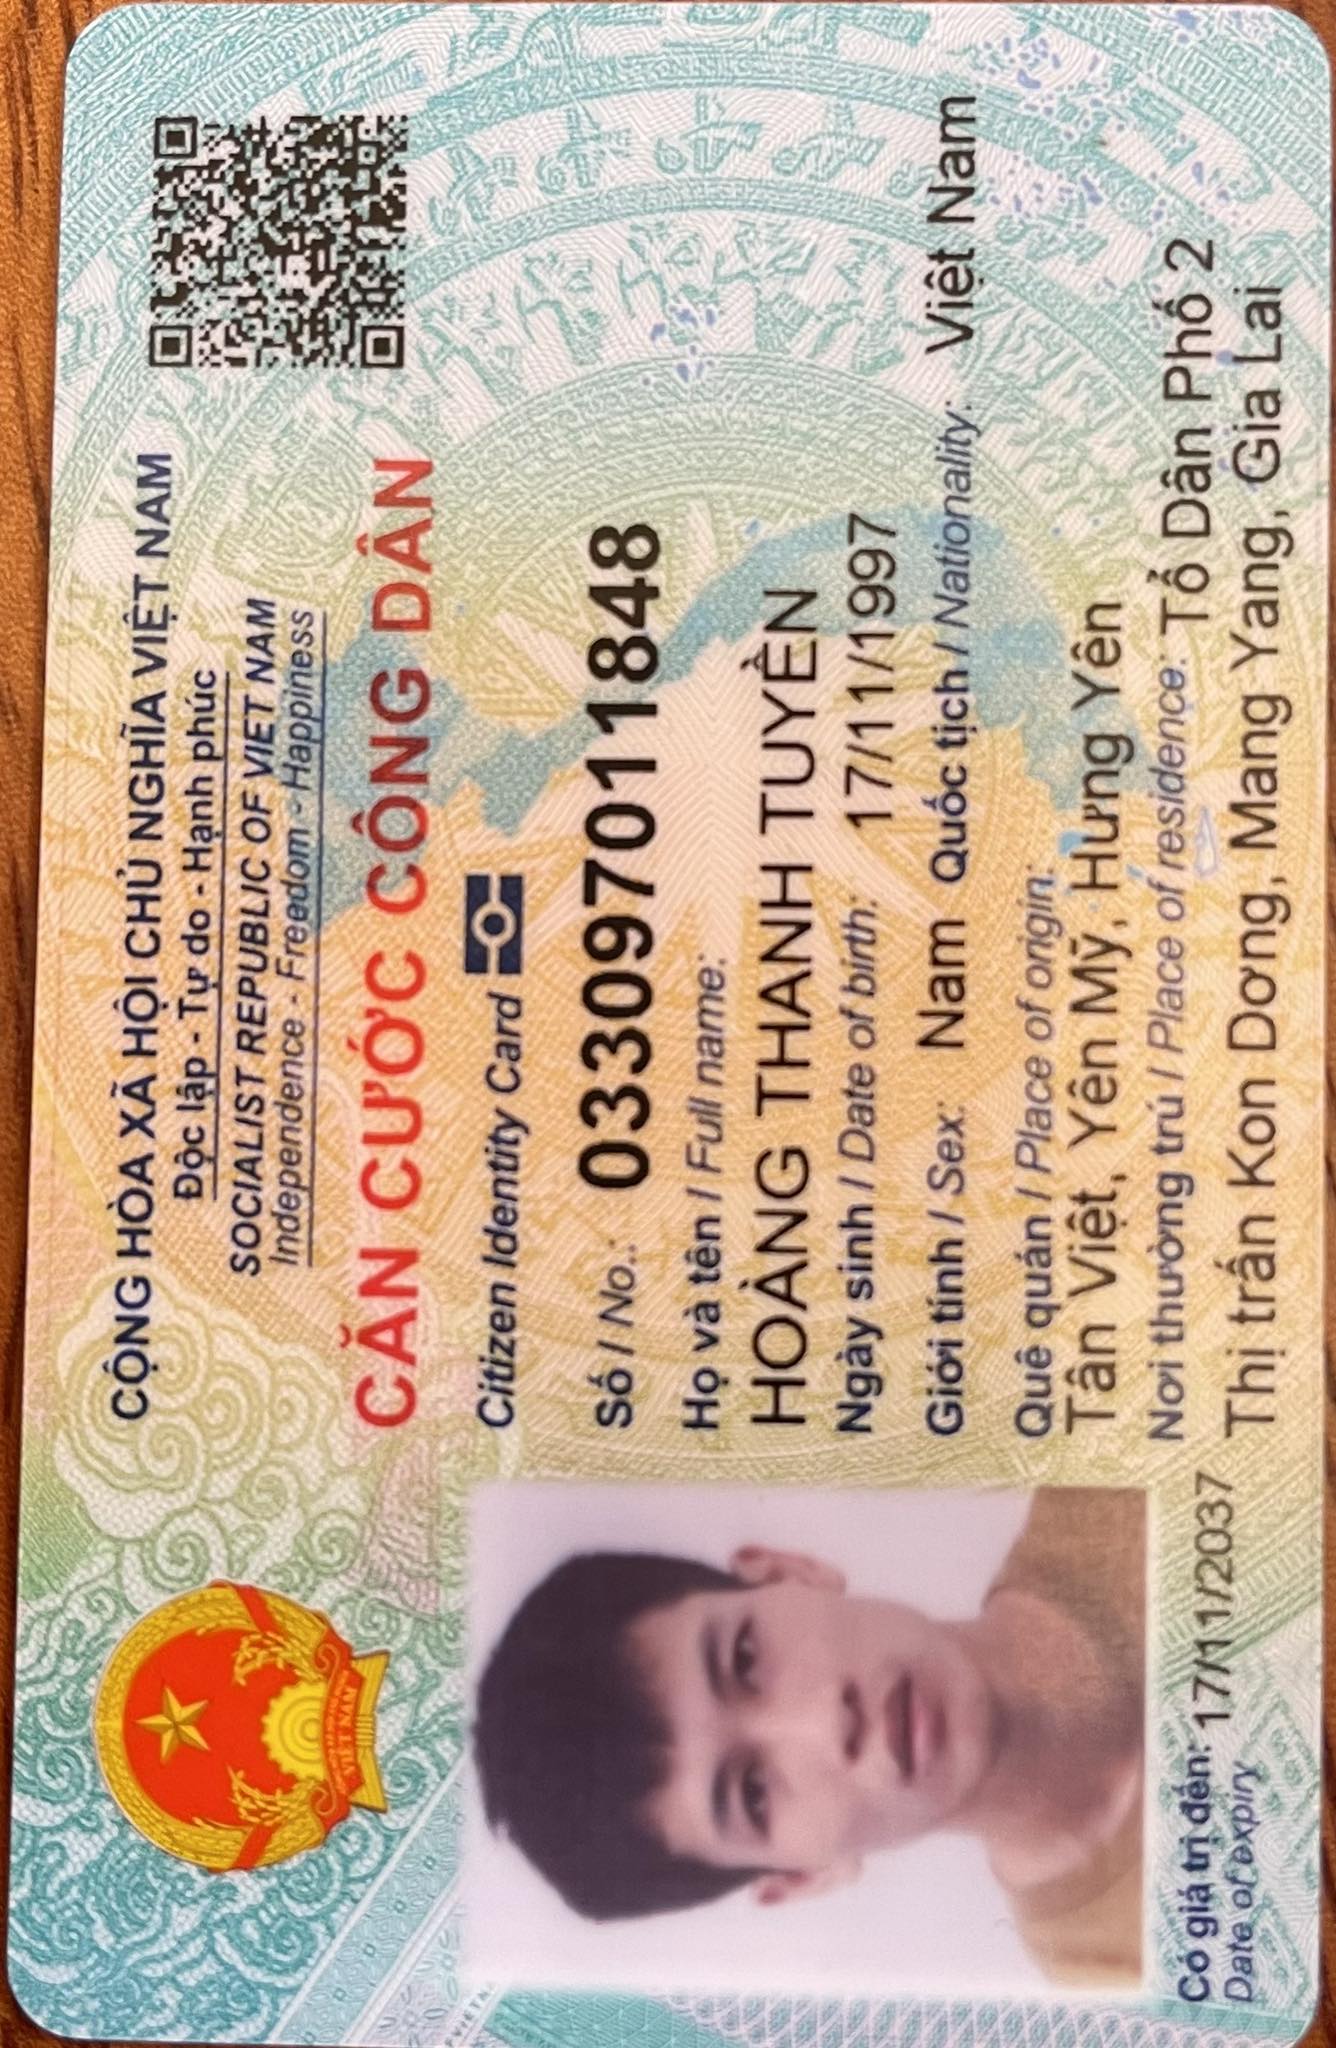 CỘNG HÒA XÃ HỘI CHỦ NGHĨA VIỆT NAM
Độc lập - Tự do - Hạnh phúc
SOCIALIST REPUBLIC OF VIET NAM
Independence - Freedom - Happiness
CĂN CƯỚC CÔNG DÂN
Citizen Identity Card
Số / No.: 033097011848
Họ và tên / Full name:
HOÀNG THANH TUYỀN
Ngày sinh / Date of birth: 17/11/1997
Giới tính / Sex: Nam Quốc tịch / Nationality: Việt Nam
Quê quán / Place of origin:
Tân Việt, Yên Mỹ, Hưng Yên
Nơi thường trú / Place of residence: Tổ Dân Phố 2
Thị trấn Kon Dơng, Mang Yang, Gia Lai
Có giá trị đến: 17/11/2037
Date of expiry
VIỆT NAM